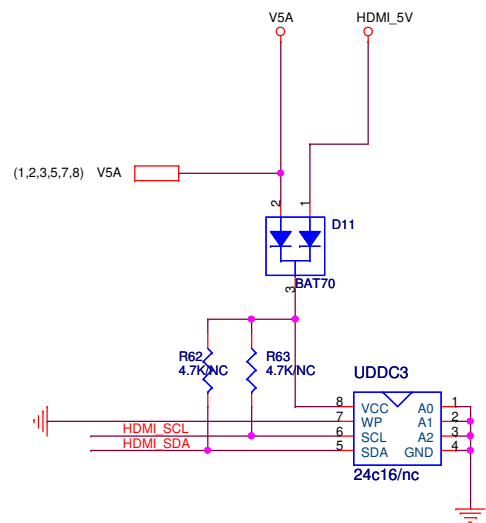 V5A
HDMI_5V
(1,2,3,5,7,8) V5A
2
1
D11
BAT70
3
R62
4.7K/NC
R63
4.7K/NC
UDDC3
8 VCC A0 1
7 WP A1 2
HDMI_SCL 6 SCL A2 3
HDMI_SDA 5 SDA GND 4
24c16/nc